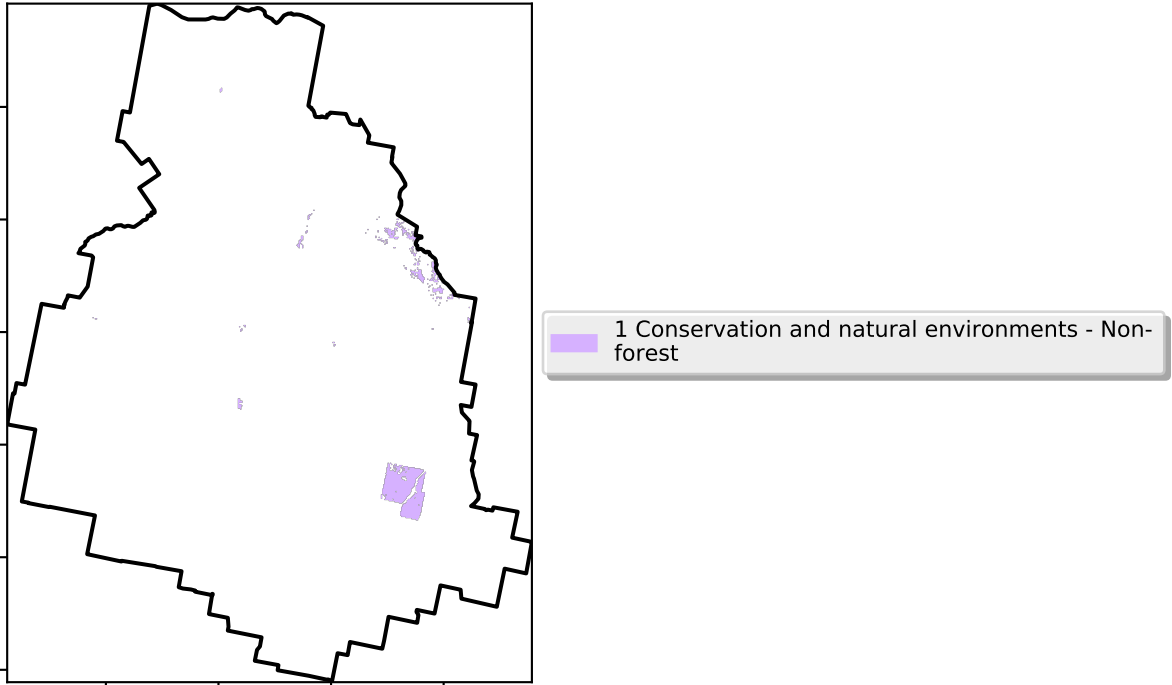 1 Conservation and natural environments - Non-
forest